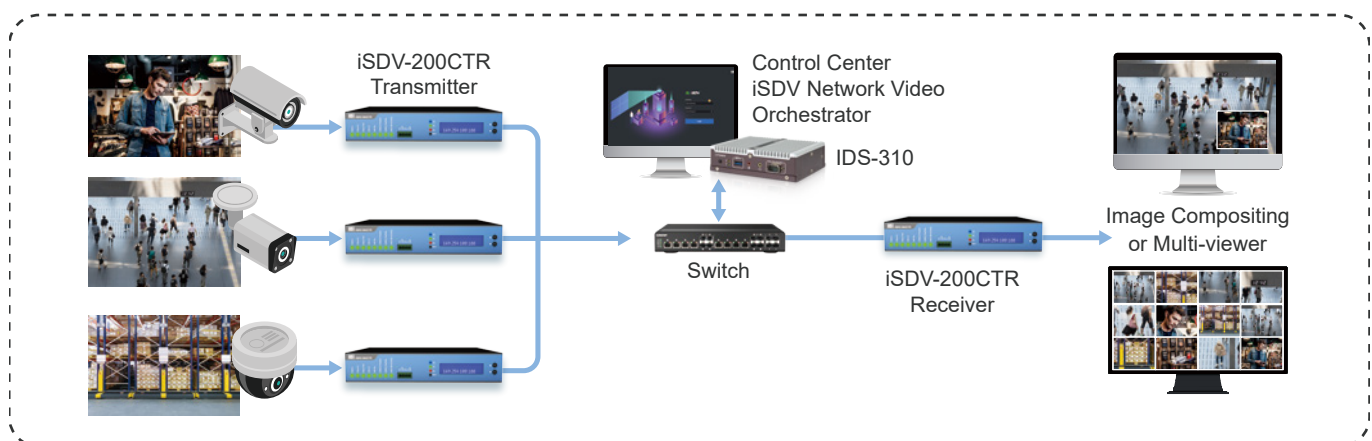 iSDV-200CTR
Transmitter
Control Center
iSDV Network Video
Orchestrator
IDS-310
Switch
iSDV-200CTR
Receiver
Image Compositing
or Multi-viewer